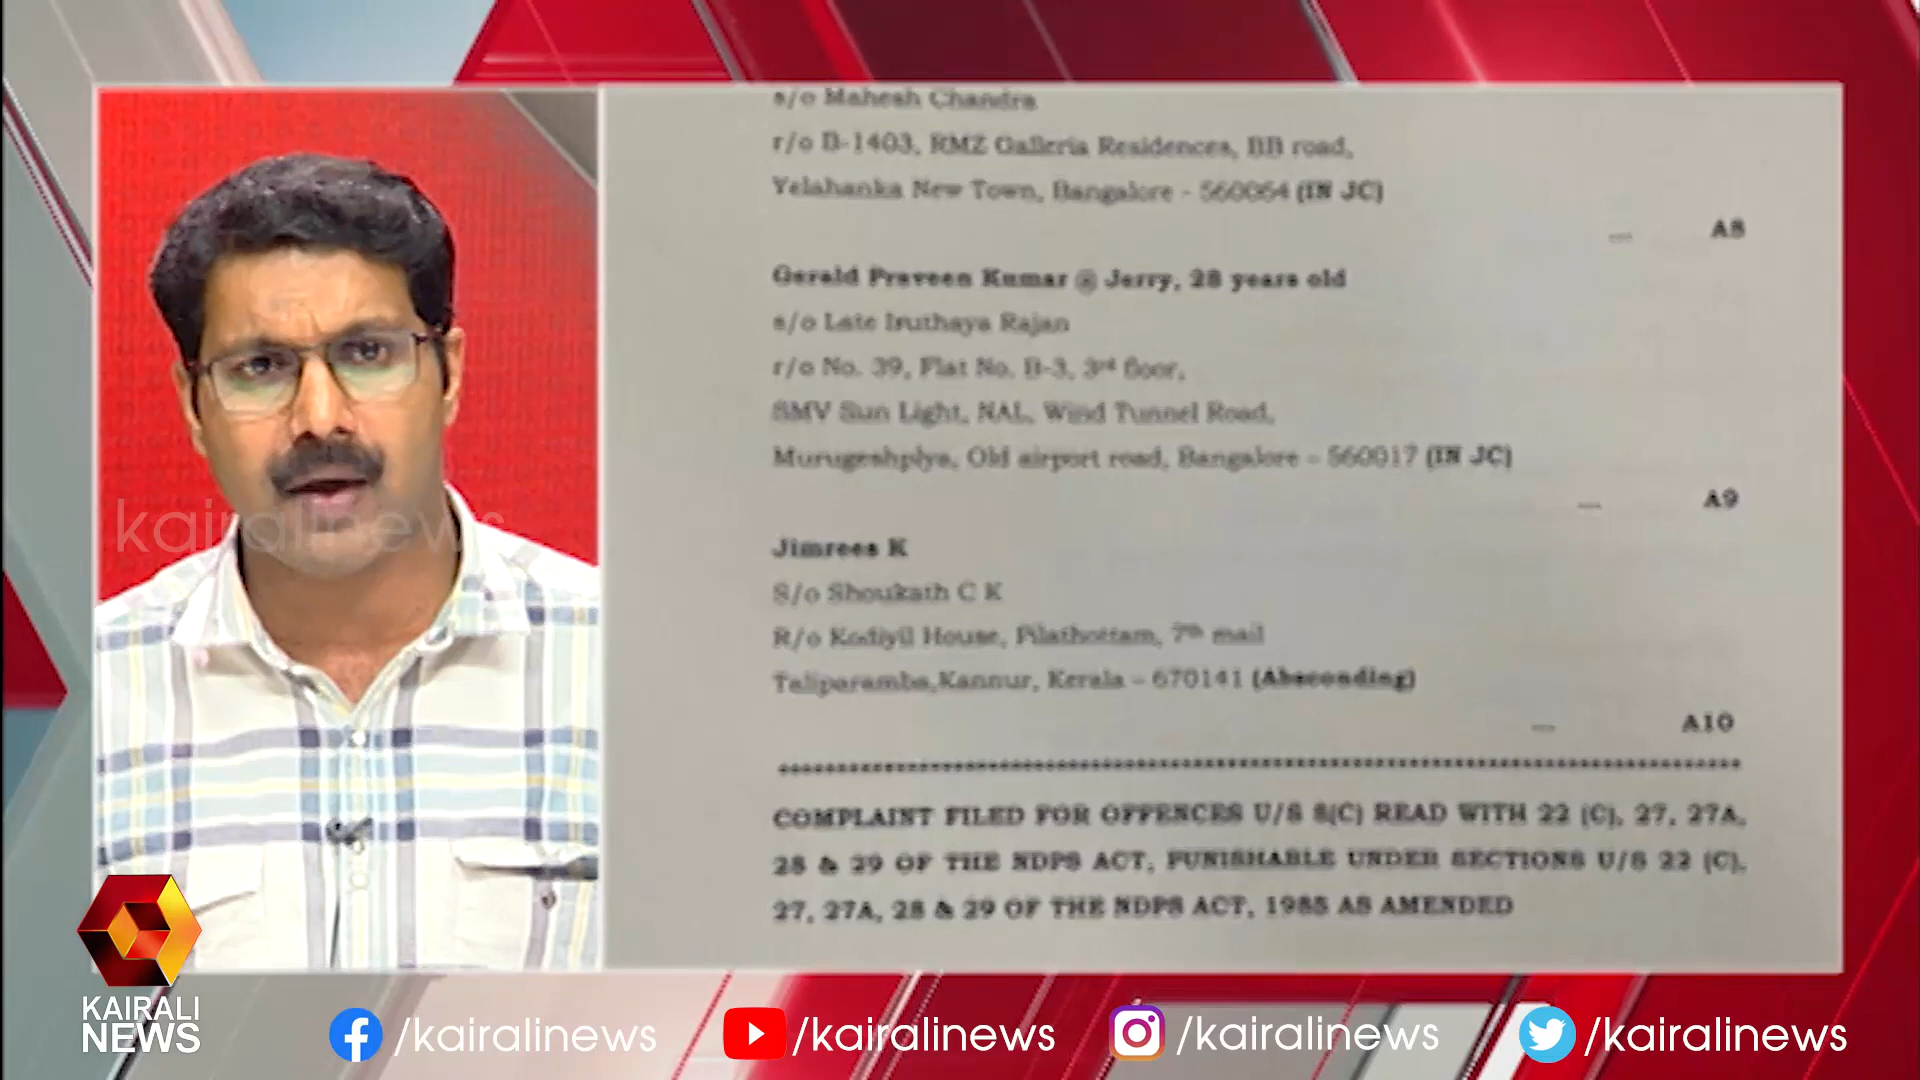 s/o Mahesh Chandra
r/o B-1403, RMZ Galleria Residences, BB road,
Yelahanka New Town, Bangalore - 560064 (IN JC)
... A8
Gerald Praveen Kumar @ Jerry, 28 years old
s/o Late Iruthaya Rajan
r/o No. 39, Flat No. B-3, 3rd floor,
SMV Sun Light, NAL, Wind Tunnel Road,
Murugeshplya, Old airport road, Bangalore - 560017 (IN JC)
... A9
Jimrees K
S/o Shoukath C K
R/o Kodiyil House, Pilathottam, 7th mail
Taliparamba,Kannur, Kerala - 670141 (Absconding)
... A10
COMPLAINT FILED FOR OFFENCES U/S 8(C) READ WITH 22 (C), 27, 27A,
28 & 29 OF THE NDPS ACT, PUNISHABLE UNDER SECTIONS U/S 22 (C),
27, 27A, 28 & 29 OF THE NDPS ACT, 1985 AS AMENDED
kairalinews
KAIRALI
NEWS
/kairalinews
/kairalinews
/kairalinews
/kairalinews